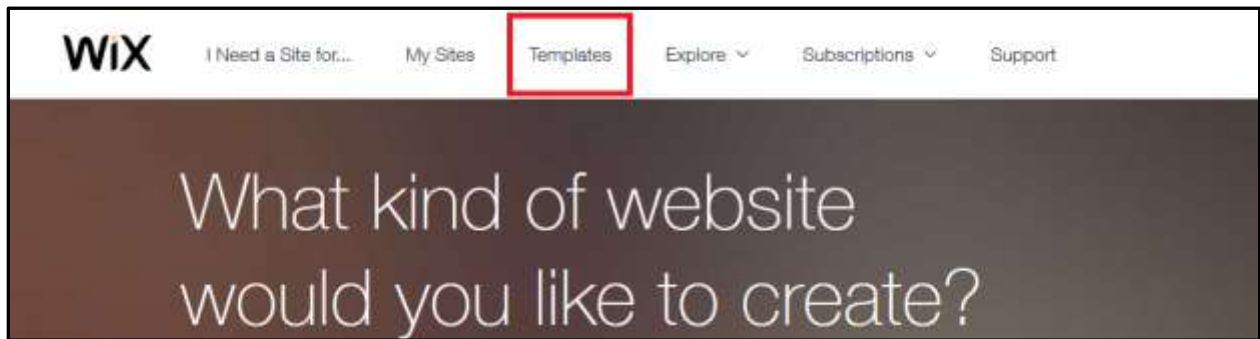 WiX I Need a Site for... My Sites Templates Explore Subscriptions Support
What kind of website
would you like to create?